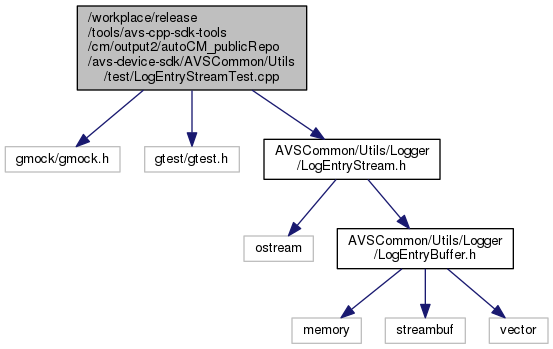 /workplace/release
/tools/avs-cpp-sdk-tools
/cm/output2/autoCM_publicRepo
/avs-device-sdk/AVSCommon/Utils
/test/LogEntryStreamTest.cpp
gmock/gmock.h
gtest/gtest.h
AVSCommon/Utils/Logger
/LogEntryStream.h
ostream
AVSCommon/Utils/Logger
/LogEntryBuffer.h
memory
streambuf
vector